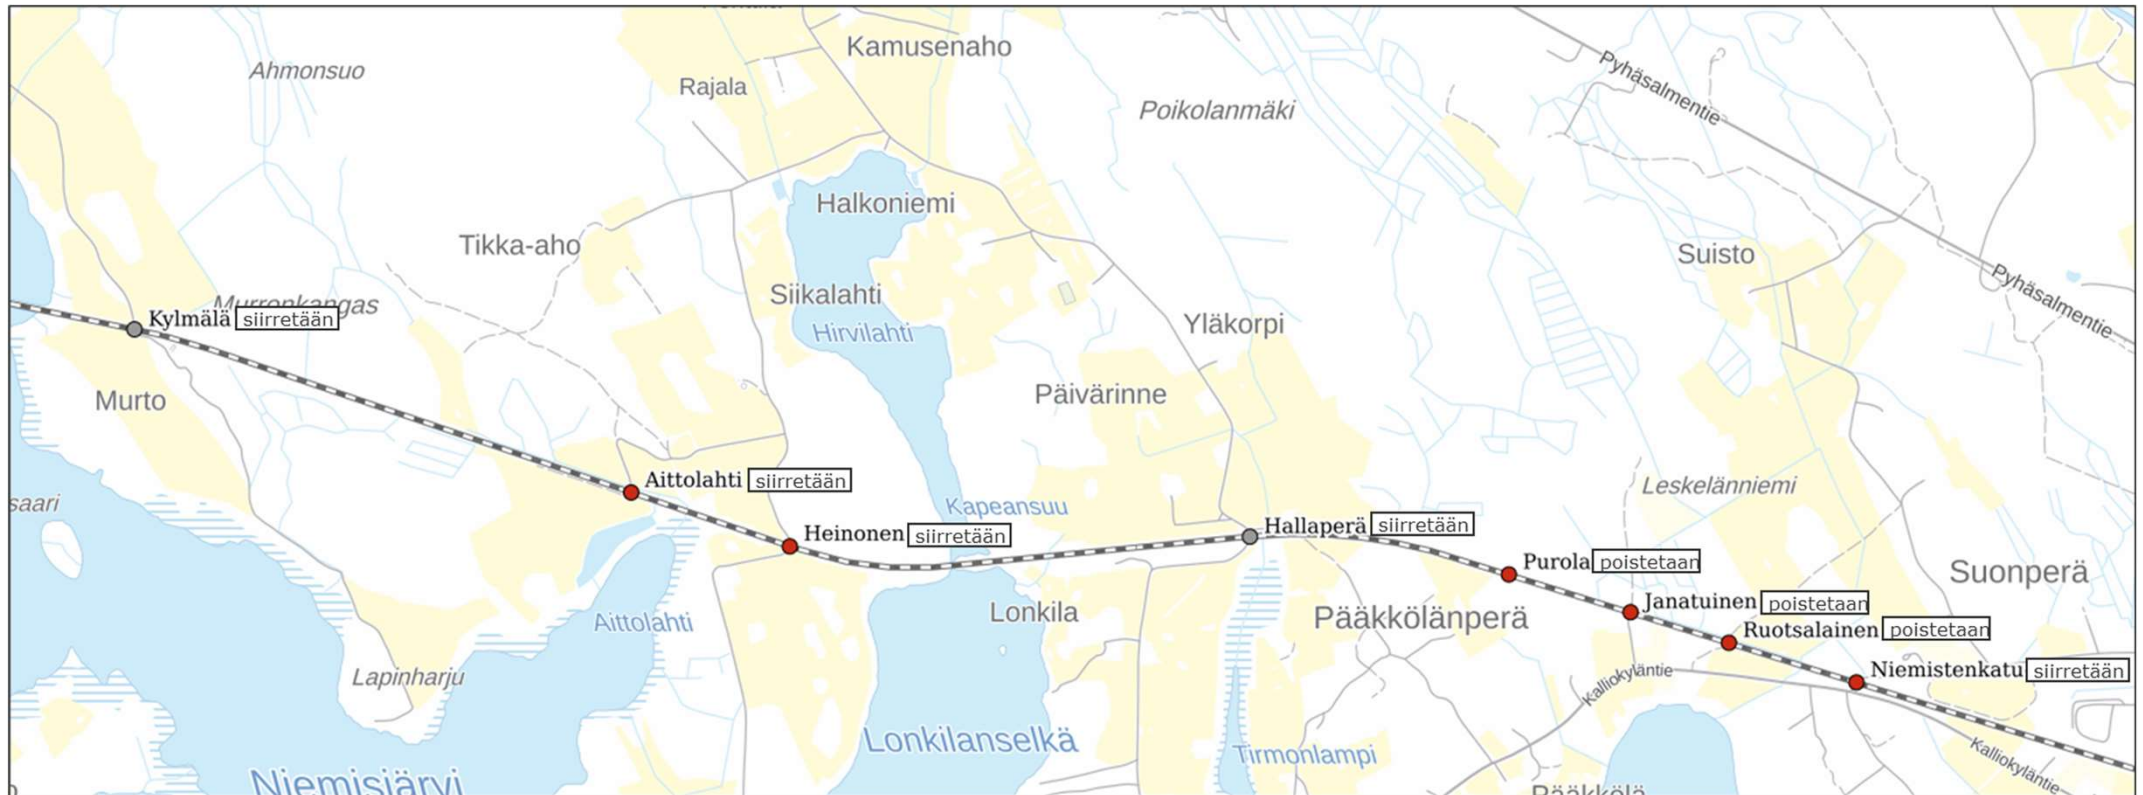 Kamusenaho
Ahmonsuo
Rajala
Poikolanmäki
Pyhäsalmentie
Halkoniemi
Tikka-aho
Suisto
Pyhäsalmentie
Siikalahti
Murronkangas
Kylmälä siirretään
Hirvilahti
Yläkorpi
Murto
Päivärinne
Aittolahti siirretään
Leskelänniemi
saari
Kapeansuu
Heinonen siirretään
Hallaperä siirretään
Purola poistetaan
Suonperä
Janatuinen poistetaan
Lonkila
Pääkkölänperä
Aittolahti
Ruotsalainen poistetaan
Niemistenkatu siirretään
Lapinharju
Kalliokyläntie
Lonkilanselkä
Tirmonlampi
Kalliokyläntie
Niemisjärvi
Pääkkölä